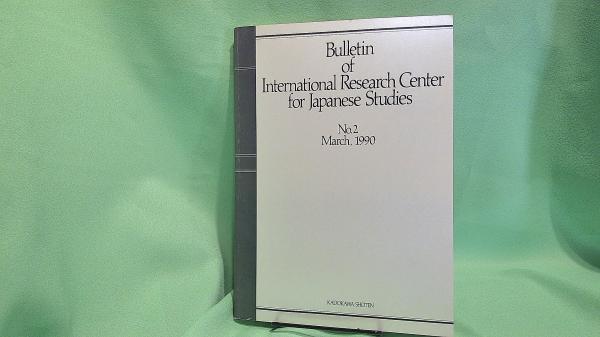 Bulletin
of
International Research Center
for Japanese Studies
No.2
March, 1990
KADOKAWA SHOTEN